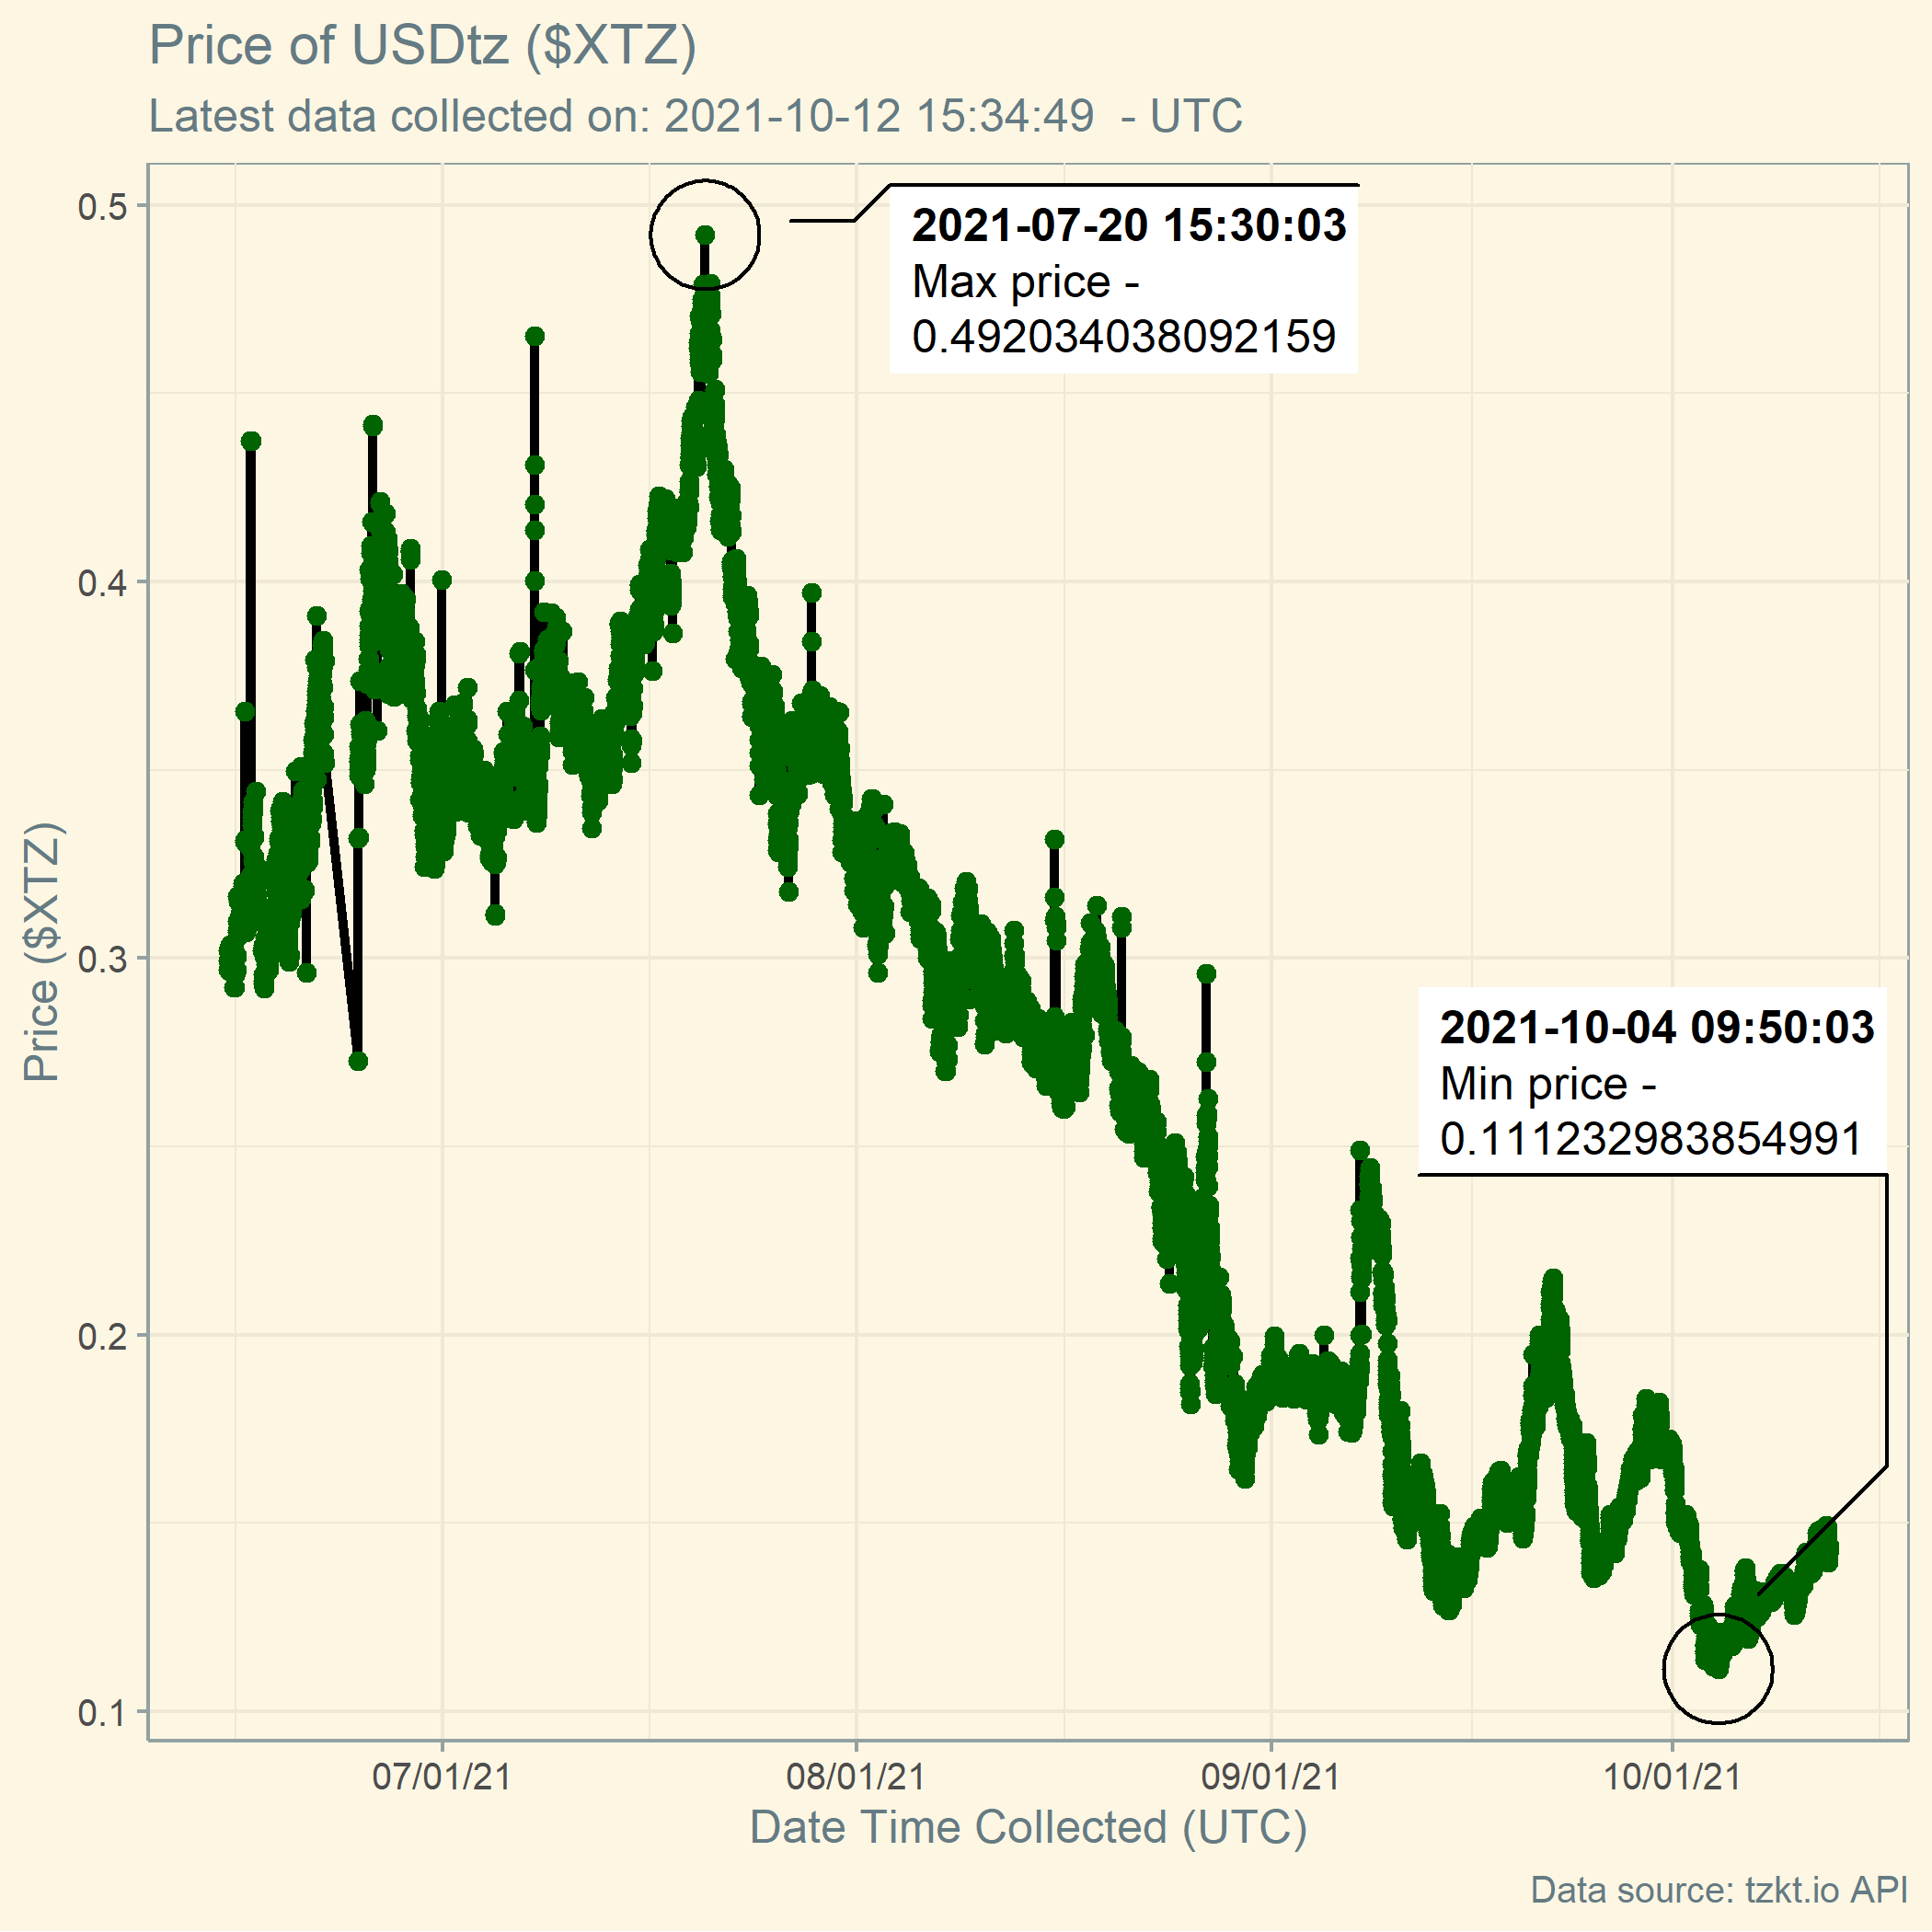 Price of USDtz ($XTZ)
Latest data collected on: 2021-10-12 15:34:49  - UTC
0.5
0.4
0.3
0.2
0.1
Price ($XTZ)
2021-07-20 15:30:03
Max price -
0.492034038092159
2021-10-04 09:50:03
Min price -
0.111232983854991
07/01/21
08/01/21
09/01/21
10/01/21
Date Time Collected (UTC)
Data source: tzkt.io API